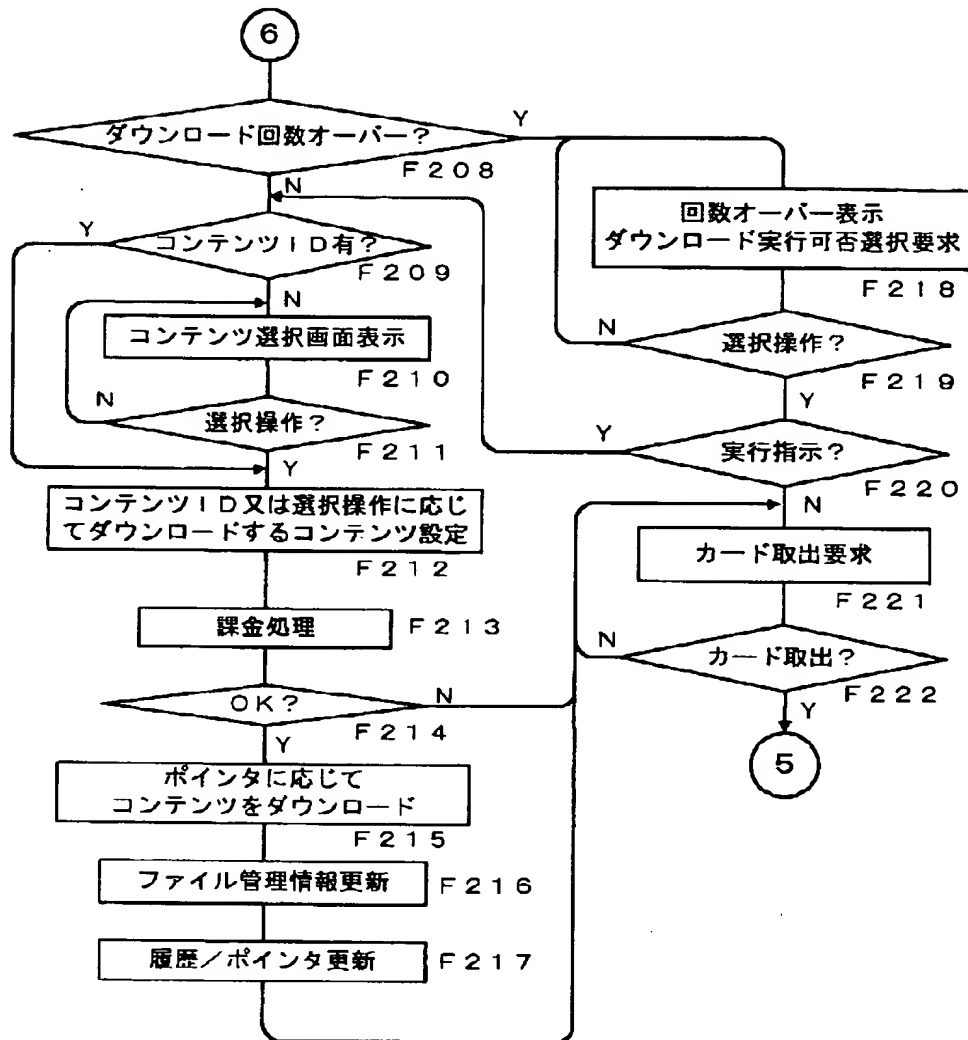 6
ダウンロード回数オーバー?
Y
F208
N
Y
コンテンツID有?
F209
N
コンテンツ選択画面表示
F210
N
選択操作?
F211
Y
コンテンツID又は選択操作に応じ
てダウンロードするコンテンツ設定
F212
課金処理
F213
OK?
N
F214
Y
ポインタに応じて
コンテンツをダウンロード
F215
ファイル管理情報更新
F216
履歴/ポインタ更新
F217
回数オーバー表示
ダウンロード実行可否選択要求
F218
N
選択操作?
F219
Y
Y
実行指示?
F220
N
カード取出要求
F221
N
カード取出?
F222
Y
5